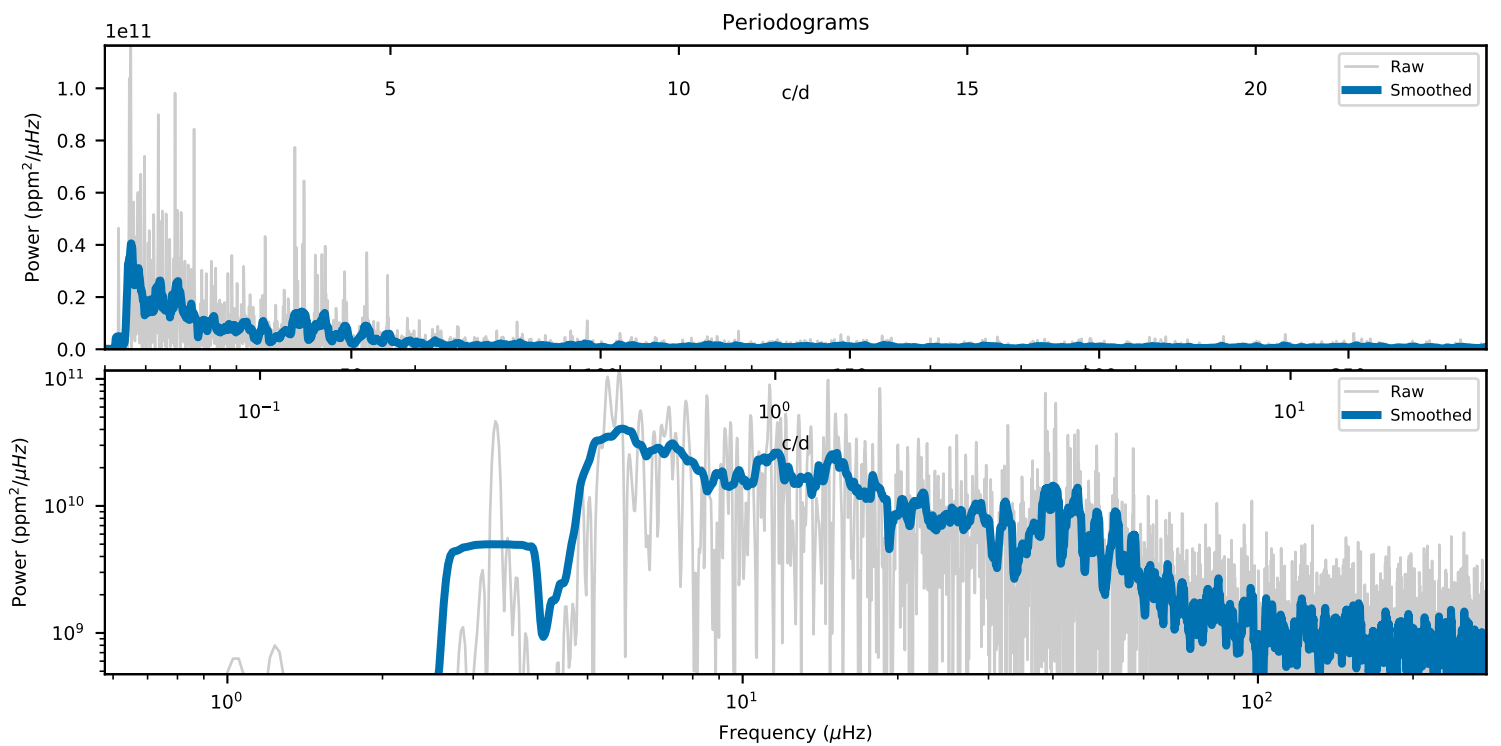 Periodograms
1e11
Power (ppm²/μHz)
1.0
0.8
0.6
0.4
0.2
0.0
5
10
15
20
c/d
Raw
Smoothed
Power (ppm²/μHz)
10¹¹
10¹⁰
10⁹
10⁻¹
10⁰
10¹
c/d
Raw
Smoothed
10⁰
10¹
10²
Frequency (μHz)